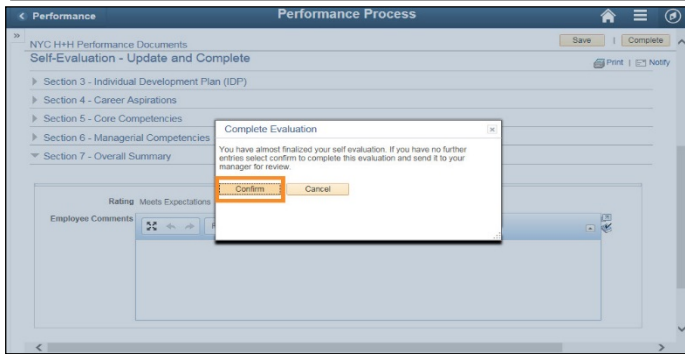 Performance
Performance Process
NYC H+H Performance Documents
Save | Complete
Self-Evaluation - Update and Complete
Print | Notify
Section 3 - Individual Development Plan (IDP)
Section 4 - Career Aspirations
Section 5 - Core Competencies
Section 6 - Managerial Competencies
Section 7 - Overall Summary
Complete Evaluation
You have almost finalized your self evaluation. If you have no further
entries select confirm to complete this evaluation and send it to your
manager for review.
Confirm Cancel
Rating Meets Expectations
Employee Comments